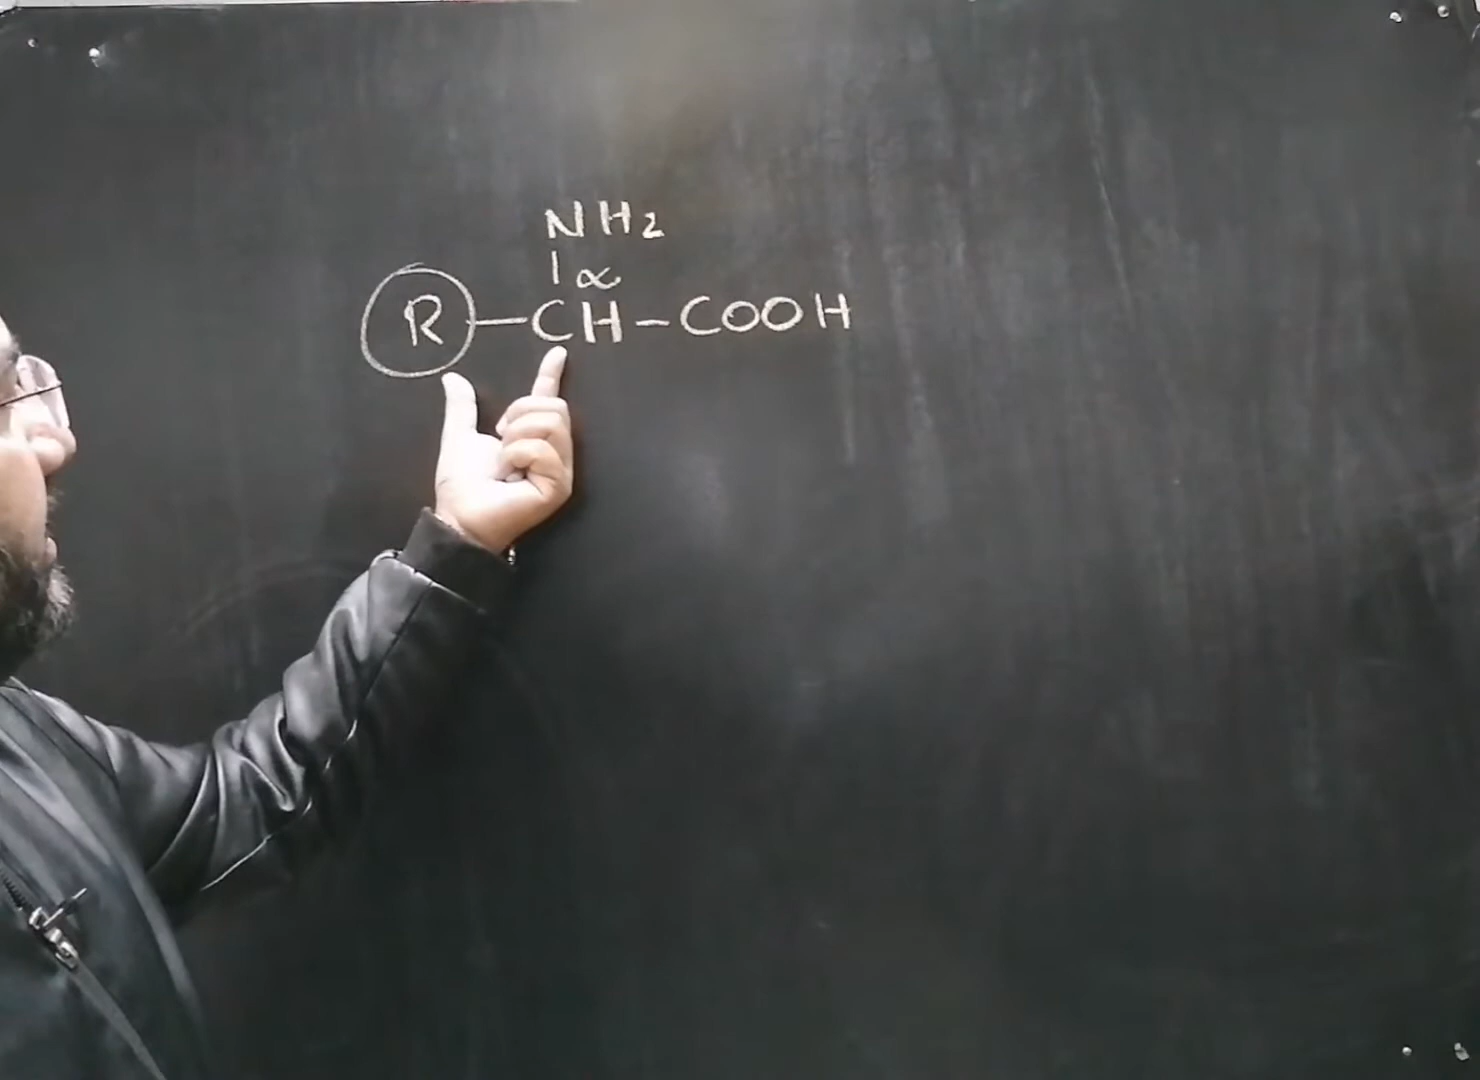 NH2
| α
R—CH–COOH